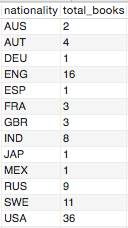 nationality total_books
AUS 2
AUT 4
DEU 1
ENG 16
ESP 1
FRA 3
GBR 3
IND 8
JAP 1
MEX 1
RUS 9
SWE 11
USA 36